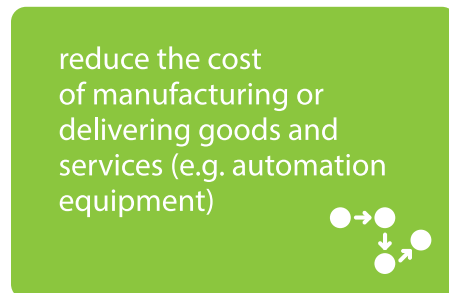 reduce the cost
of manufacturing or
delivering goods and
services (e.g. automation
equipment)